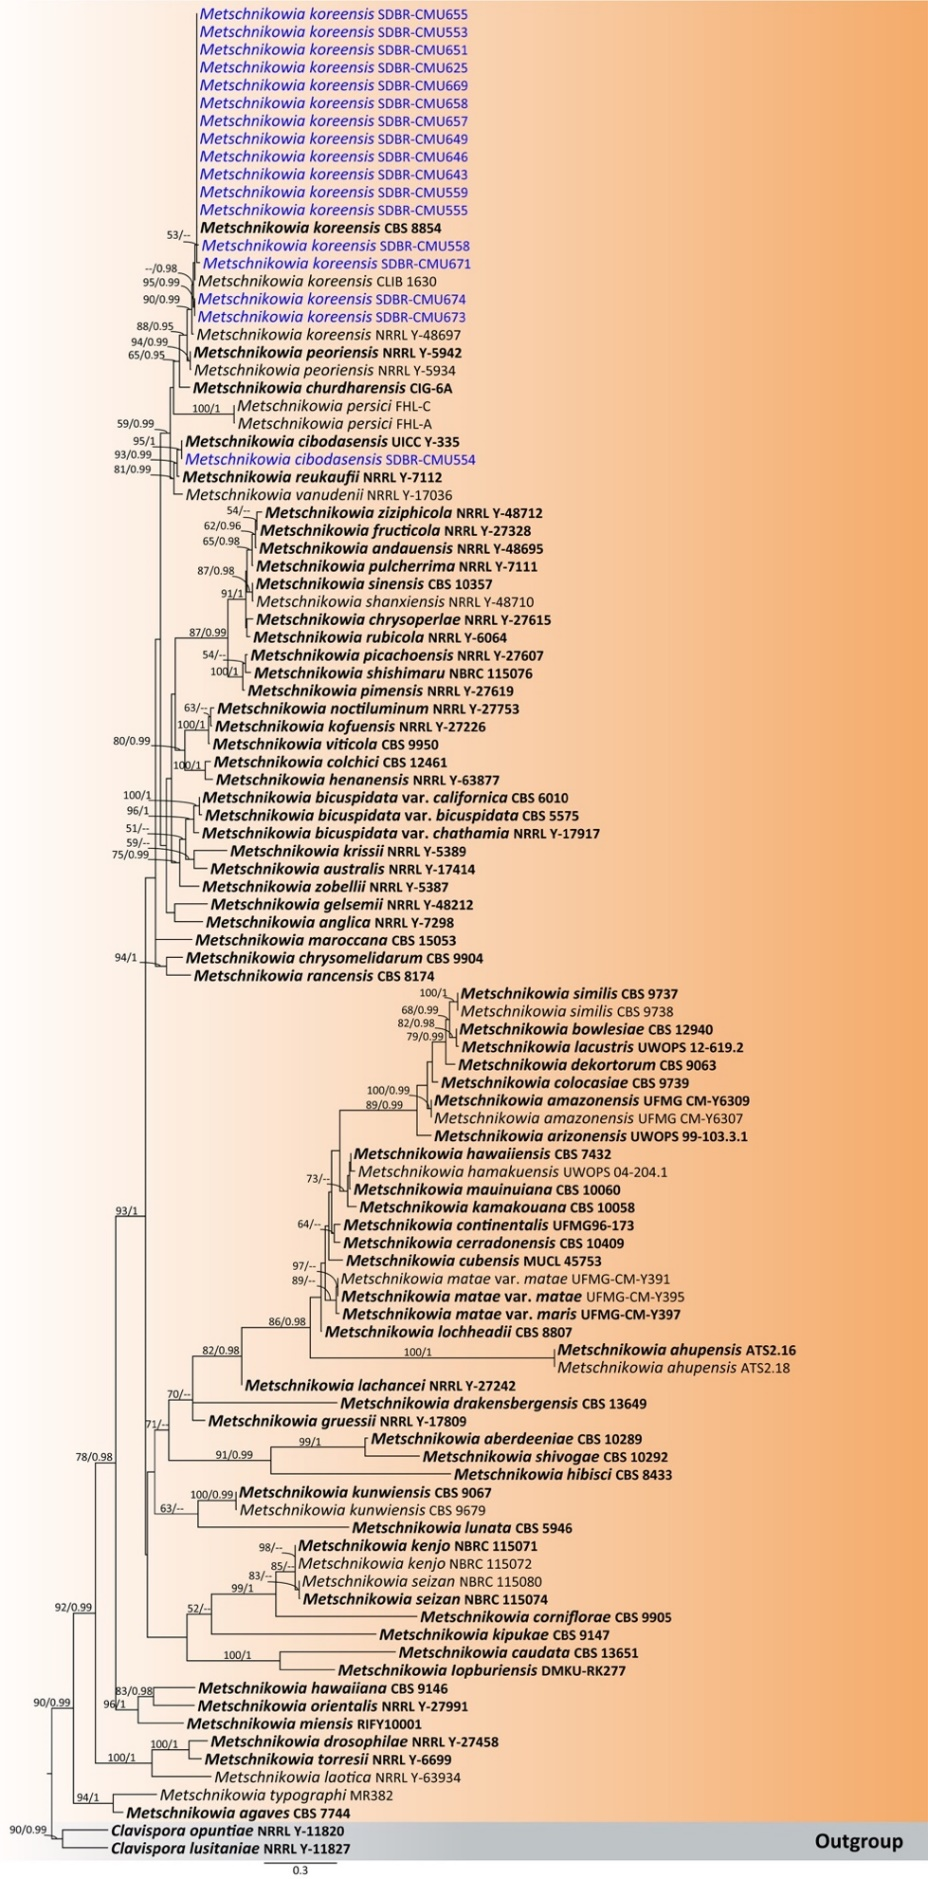 Metschnikowia koreensis SDBR-CMU655
Metschnikowia koreensis SDBR-CMU553
Metschnikowia koreensis SDBR-CMU651
Metschnikowia koreensis SDBR-CMU625
Metschnikowia koreensis SDBR-CMU669
Metschnikowia koreensis SDBR-CMU658
Metschnikowia koreensis SDBR-CMU657
Metschnikowia koreensis SDBR-CMU649
Metschnikowia koreensis SDBR-CMU646
Metschnikowia koreensis SDBR-CMU643
Metschnikowia koreensis SDBR-CMU559
Metschnikowia koreensis SDBR-CMU555
Metschnikowia koreensis CBS 8854
53/--
Metschnikowia koreensis SDBR-CMU558
Metschnikowia koreensis SDBR-CMU671
--/0.98
Metschnikowia koreensis CLIB 1630
95/0.99
Metschnikowia koreensis SDBR-CMU674
90/0.99
Metschnikowia koreensis SDBR-CMU673
88/0.95
Metschnikowia koreensis NRRL Y-48697
94/0.99
Metschnikowia peoriensis NRRL Y-5942
65/0.95
Metschnikowia peoriensis NRRL Y-5934
Metschnikowia churdharensis CIG-6A
100/1
Metschnikowia persici FHL-C
Metschnikowia persici FHL-A
59/0.99
95/1
Metschnikowia cibodasensis UICC Y-335
93/0.99
Metschnikowia cibodasensis SDBR-CMU554
81/0.99
Metschnikowia reukaufii NRRL Y-7112
Metschnikowia vanudenii NRRL Y-17036
54/--
Metschnikowia ziziphicola NRRL Y-48712
62/0.96
Metschnikowia fructicola NRRL Y-27328
65/0.98
Metschnikowia andauensis NRRL Y-48695
Metschnikowia pulcherrima NRRL Y-7111
87/0.98
Metschnikowia sinensis CBS 10357
91/1
Metschnikowia shanxiensis NRRL Y-48710
Metschnikowia chrysoperlae NRRL Y-27615
87/0.99
Metschnikowia rubicola NRRL Y-6064
54/--
Metschnikowia picachoensis NRRL Y-27607
100/1
Metschnikowia shishimaru NBRC 115076
Metschnikowia pimensis NRRL Y-27619
63/--
Metschnikowia noctiluminum NRRL Y-27753
100/1
Metschnikowia kofuensis NRRL Y-27226
80/0.99
Metschnikowia viticola CBS 9950
100/1
Metschnikowia colchici CBS 12461
Metschnikowia henanensis NRRL Y-63877
100/1
Metschnikowia bicuspidata var. californica CBS 6010
96/1
Metschnikowia bicuspidata var. bicuspidata CBS 5575
51/--
Metschnikowia bicuspidata var. chathamia NRRL Y-17917
59/--
Metschnikowia krissii NRRL Y-5389
75/0.99
Metschnikowia australis NRRL Y-17414
Metschnikowia zobellii NRRL Y-5387
Metschnikowia gelsemii NRRL Y-48212
Metschnikowia anglica NRRL Y-7298
Metschnikowia maroccana CBS 15053
94/1
Metschnikowia chrysomelidarum CBS 9904
Metschnikowia rancensis CBS 8174
100/1
Metschnikowia similis CBS 9737
68/0.99
Metschnikowia similis CBS 9738
82/0.98
Metschnikowia bowlesiae CBS 12940
79/0.99
Metschnikowia lacustris UWOPS 12-619.2
Metschnikowia dekortorum CBS 9063
Metschnikowia colocasiae CBS 9739
100/0.99
Metschnikowia amazonensis UFMG CM-Y6309
89/0.99
Metschnikowia amazonensis UFMG CM-Y6307
Metschnikowia arizonensis UWOPS 99-103.3.1
Metschnikowia hawaiiensis CBS 7432
Metschnikowia hamakuensis UWOPS 04-204.1
73/--
Metschnikowia mauinuiana CBS 10060
Metschnikowia kamakouana CBS 10058
93/1
64/--
Metschnikowia continentalis UFMG96-173
Metschnikowia cerradonensis CBS 10409
Metschnikowia cubensis MUCL 45753
97/--
Metschnikowia matae var. matae UFMG-CM-Y391
89/--
Metschnikowia matae var. matae UFMG-CM-Y395
Metschnikowia matae var. maris UFMG-CM-Y397
86/0.98
Metschnikowia lochheadii CBS 8807
82/0.98
100/1
Metschnikowia ahupensis ATS2.16
Metschnikowia ahupensis ATS2.18
Metschnikowia lachancei NRRL Y-27242
70/--
Metschnikowia drakensbergensis CBS 13649
71/--
Metschnikowia gruessii NRRL Y-17809
99/1
Metschnikowia aberdeeniae CBS 10289
78/0.98
91/0.99
Metschnikowia shivogae CBS 10292
Metschnikowia hibisci CBS 8433
100/0.99
Metschnikowia kunwiensis CBS 9067
63/--
Metschnikowia kunwiensis CBS 9679
Metschnikowia lunata CBS 5946
98/--
Metschnikowia kenjo NBRC 115071
85/--
Metschnikowia kenjo NBRC 115072
83/--
Metschnikowia seizan NBRC 115080
99/1
Metschnikowia seizan NBRC 115074
92/0.99
52/--
Metschnikowia corniflorae CBS 9905
Metschnikowia kipukae CBS 9147
100/1
Metschnikowia caudata CBS 13651
Metschnikowia lopburiensis DMKU-RK277
83/0.98
Metschnikowia hawaiiana CBS 9146
90/0.99
96/1
Metschnikowia orientalis NRRL Y-27991
Metschnikowia miensis RIFY10001
100/1
Metschnikowia drosophilae NRRL Y-27458
100/1
Metschnikowia torresii NRRL Y-6699
Metschnikowia laotica NRRL Y-63934
94/1
Metschnikowia typographi MR382
Metschnikowia agaves CBS 7744
90/0.99
Clavispora opuntiae NRRL Y-11820
Clavispora lusitaniae NRRL Y-11827
Outgroup
0.3